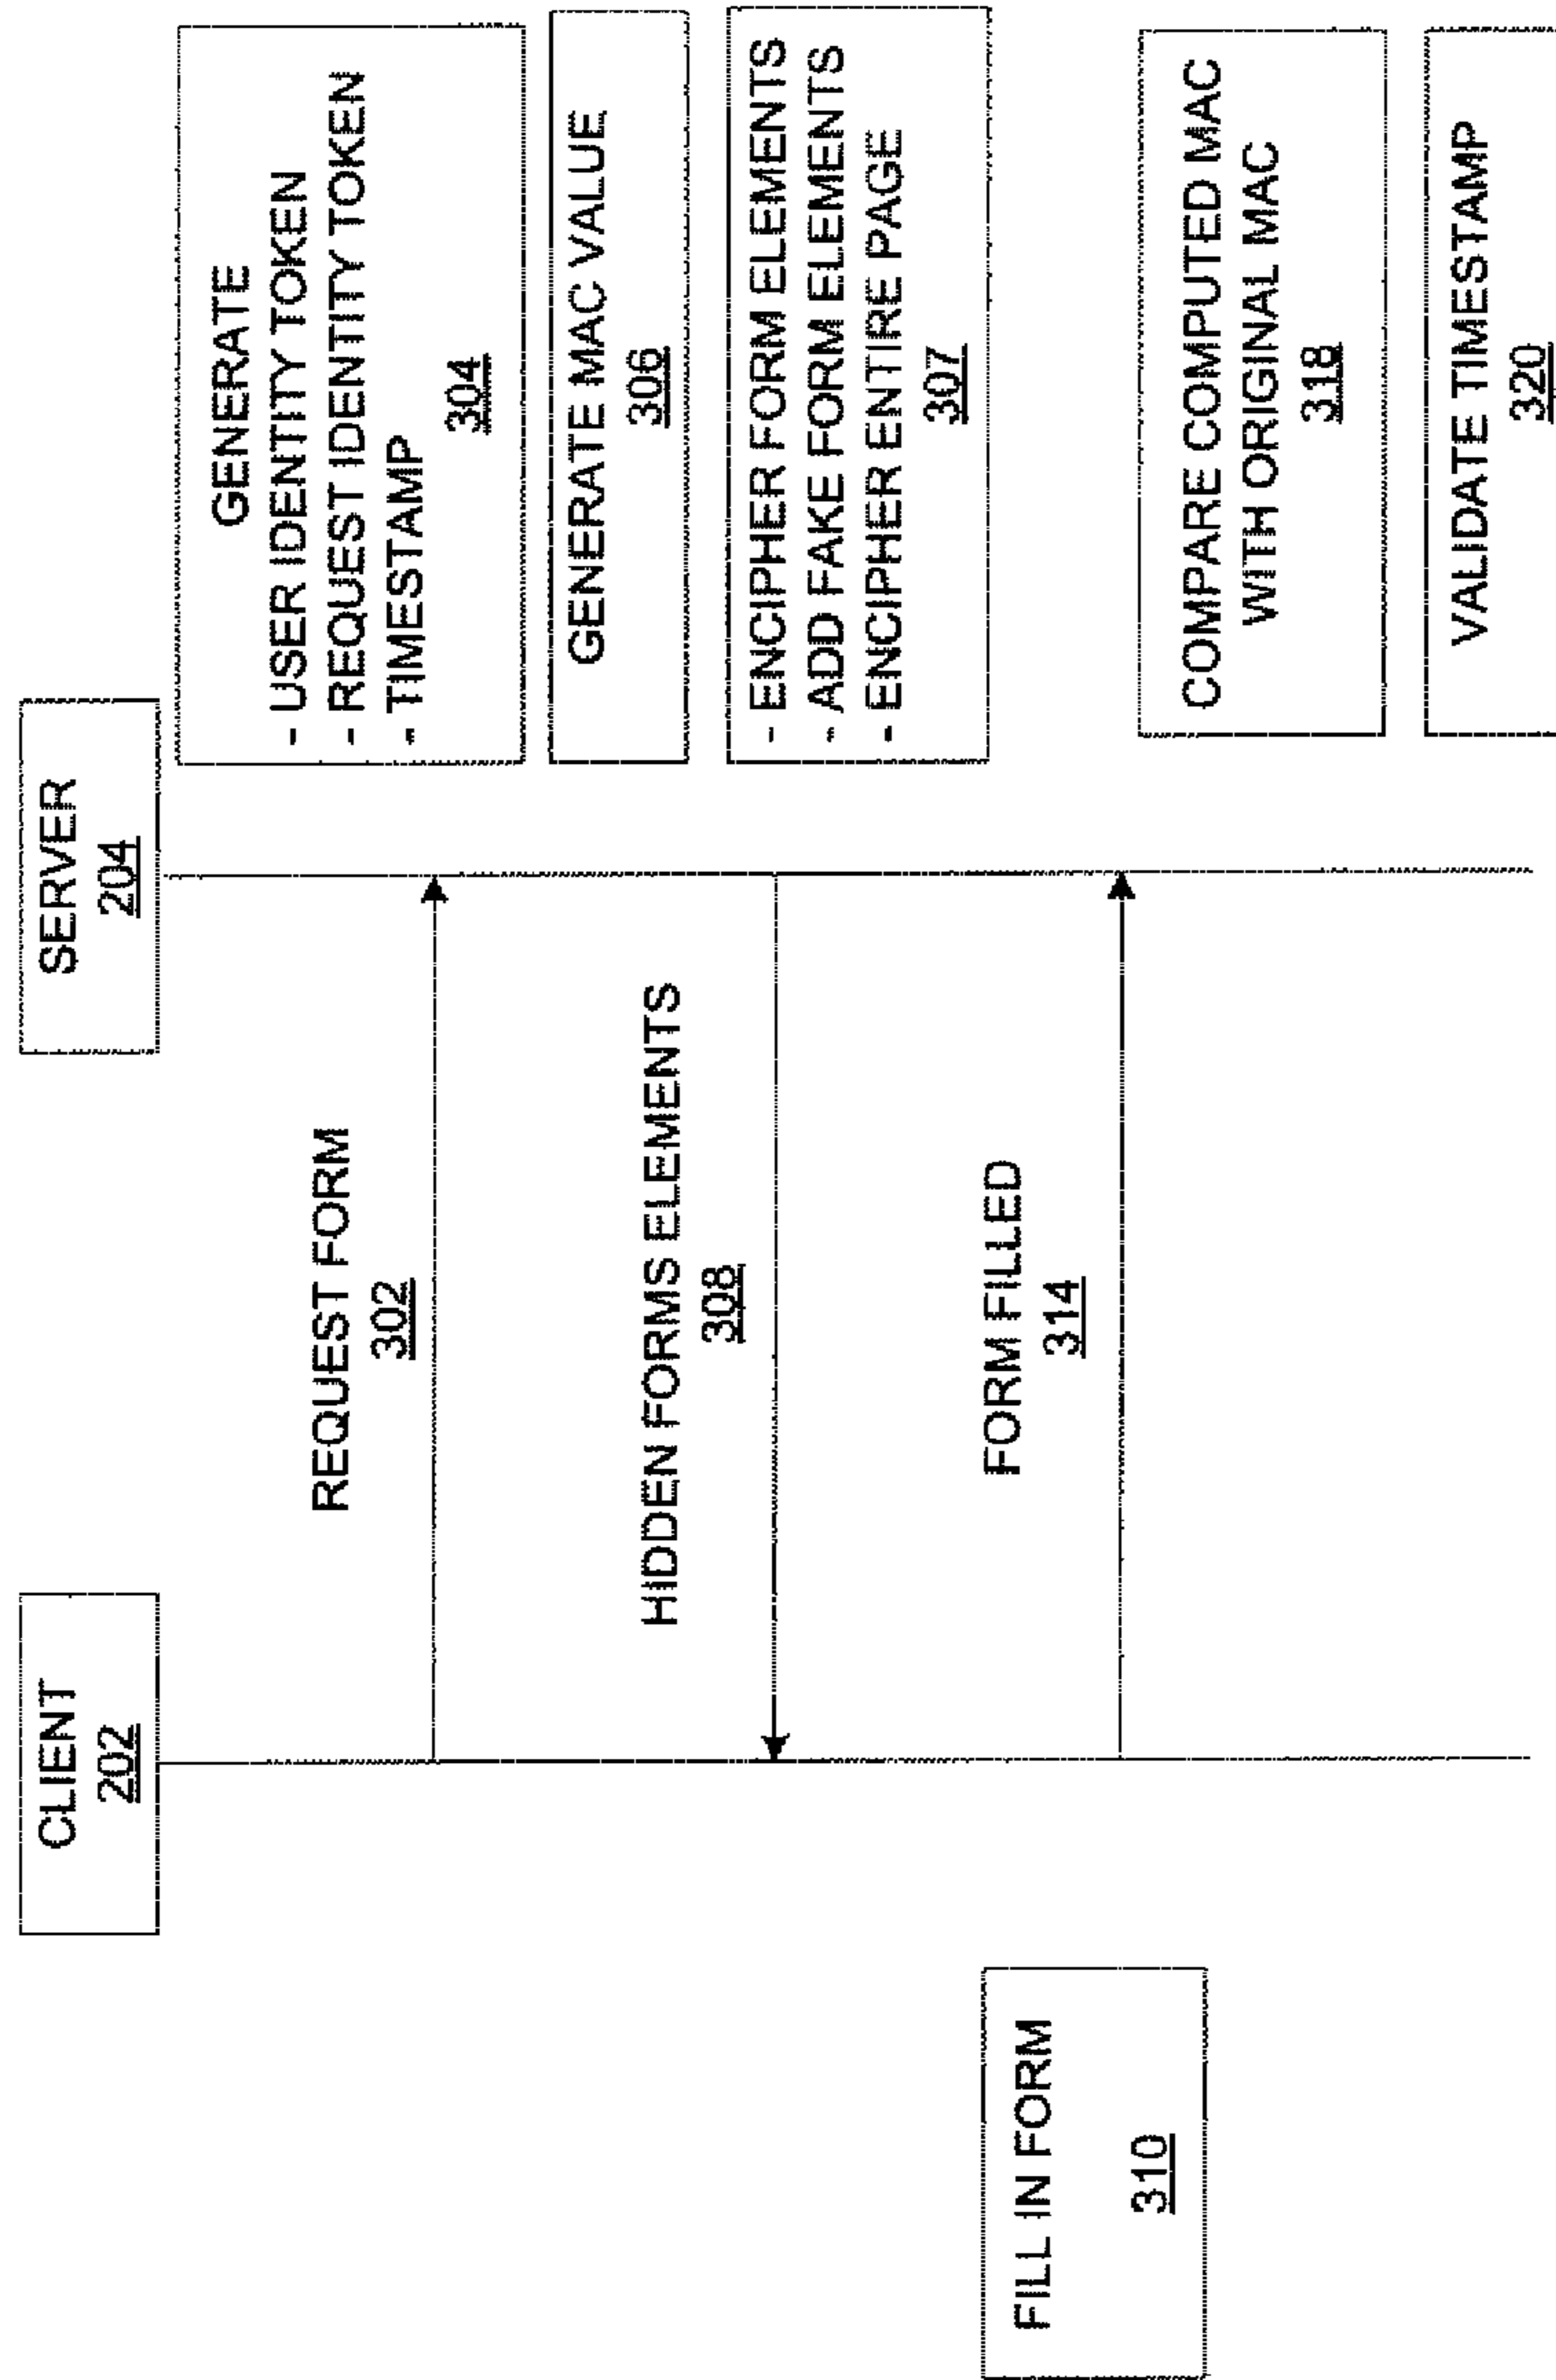 CLIENT
202
SERVER
204
REQUEST FORM
302
GENERATE
- USER IDENTITY TOKEN
- REQUEST IDENTITY TOKEN
- TIMESTAMP
304
GENERATE MAC VALUE
306
HIDDEN FORMS ELEMENTS
308
- ENCIPHER FORM ELEMENTS
- ADD FAKE FORM ELEMENTS
- ENCIPHER ENTIRE PAGE
307
FILL IN FORM
310
FORM FILLED
314
COMPARE COMPUTED MAC
WITH ORIGINAL MAC
318
VALIDATE TIMESTAMP
320